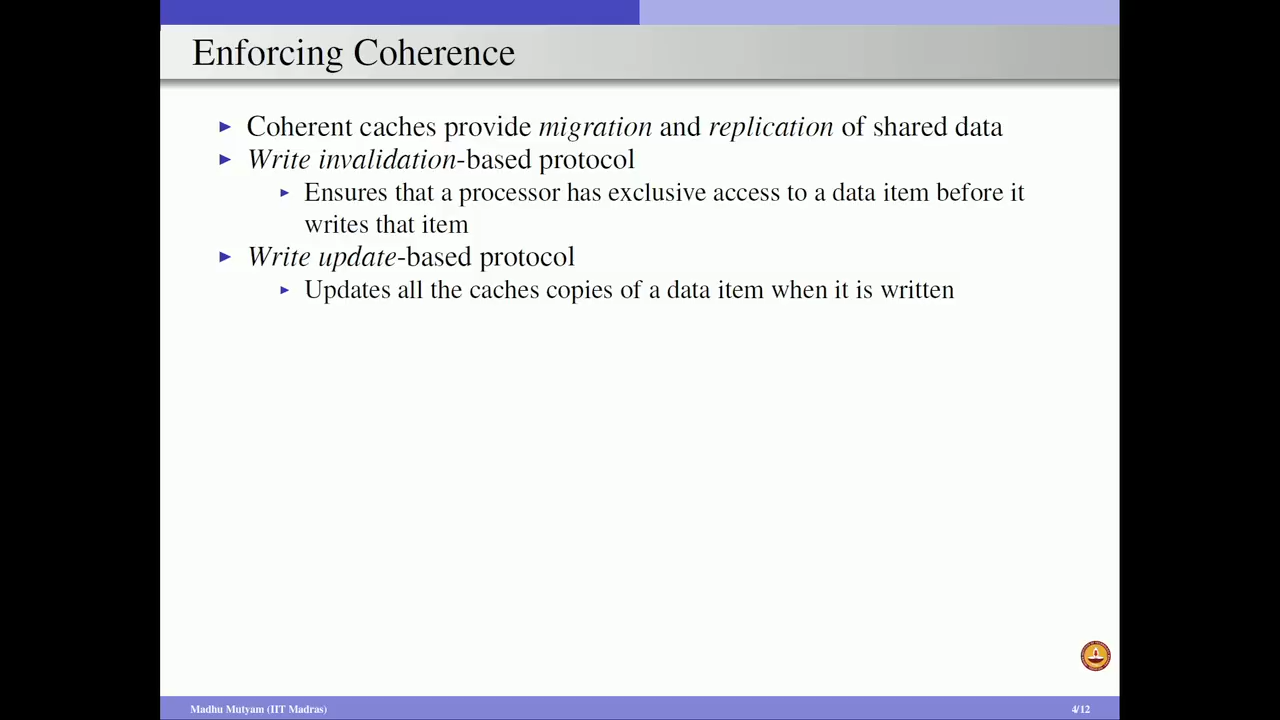 Enforcing Coherence
Coherent caches provide migration and replication of shared data
Write invalidation-based protocol
Ensures that a processor has exclusive access to a data item before it
writes that item
Write update-based protocol
Updates all the caches copies of a data item when it is written
Madhu Mutyam (IIT Madras)
4/12